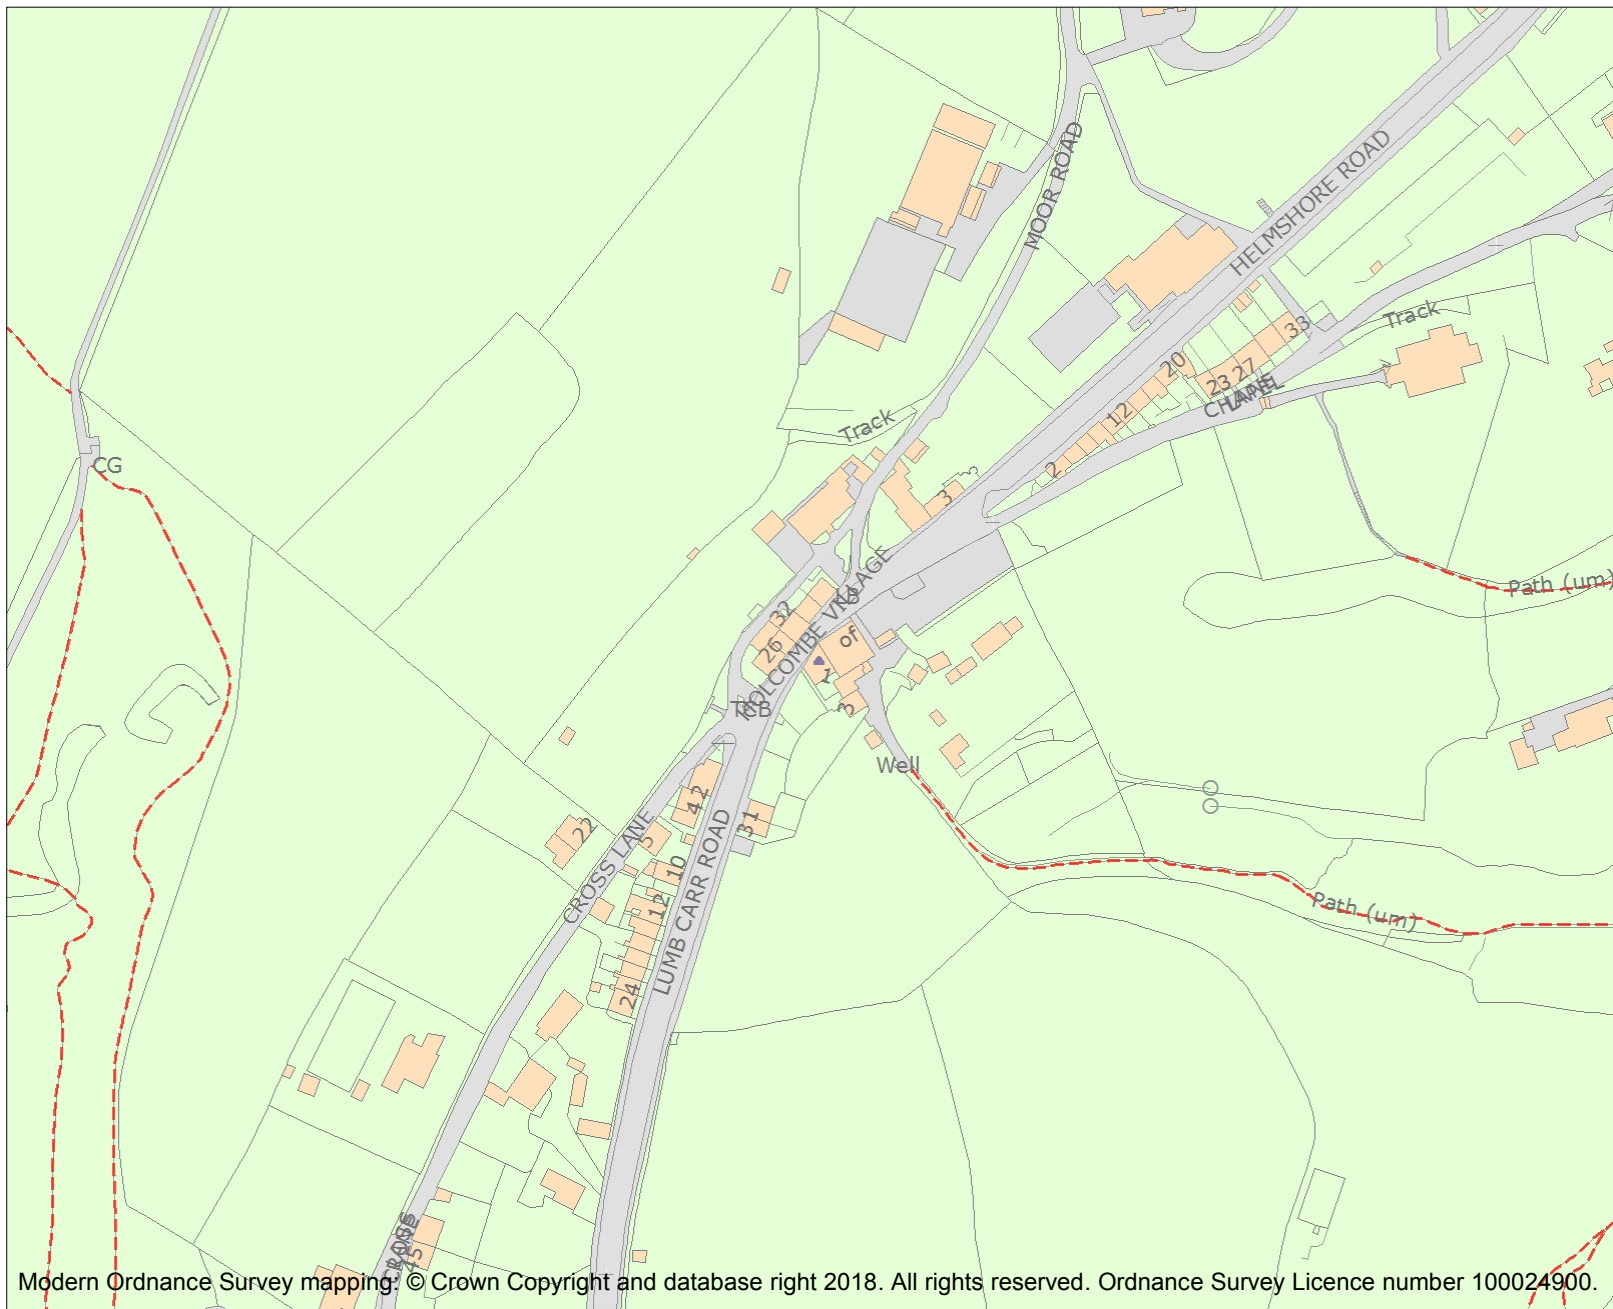 MOOR ROAD
HELMSHORE ROAD
Track
33
20
27
23
CHAPEL
LANE
12
Track
CG
2
3
Path (um)
HOLCOMBE VILLAGE
32
of
26
1
3
TCB
Well
42
31
22
5
CROSS LANE
10
12
LUMB CARR ROAD
24
Path (um)
CROSS
LANE
45
Modern Ordnance Survey mapping: © Crown Copyright and database right 2018. All rights reserved. Ordnance Survey Licence number 100024900.